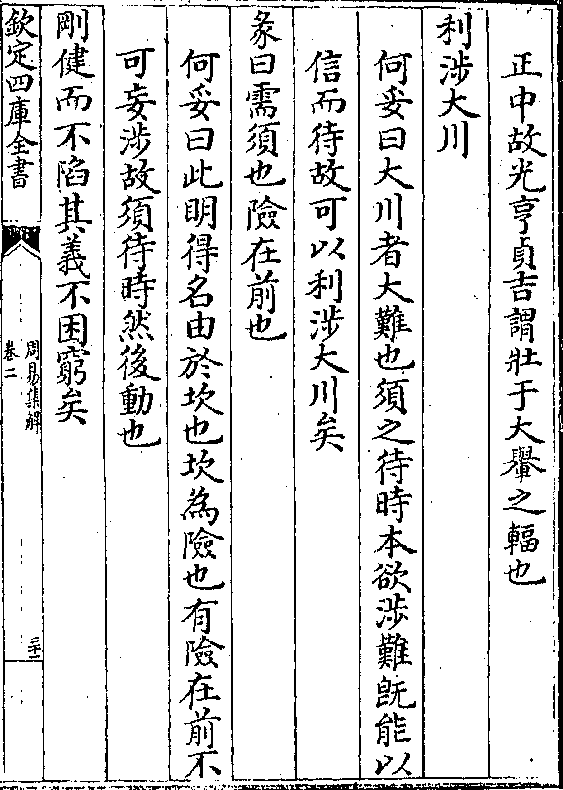 正中故光亨貞吉謂壯于大轝之輻也
利涉大川
何妥曰大川者大難也須之待時本欲涉難旣能以
信而待故可以利涉大川矣
彖曰需須也險在前也
何妥曰此明得名由於坎也坎為險也有險在前不
可妄涉故須待時然後動也
剛健而不陷其義不困窮矣
欽定四庫全書
周易集解
卷二